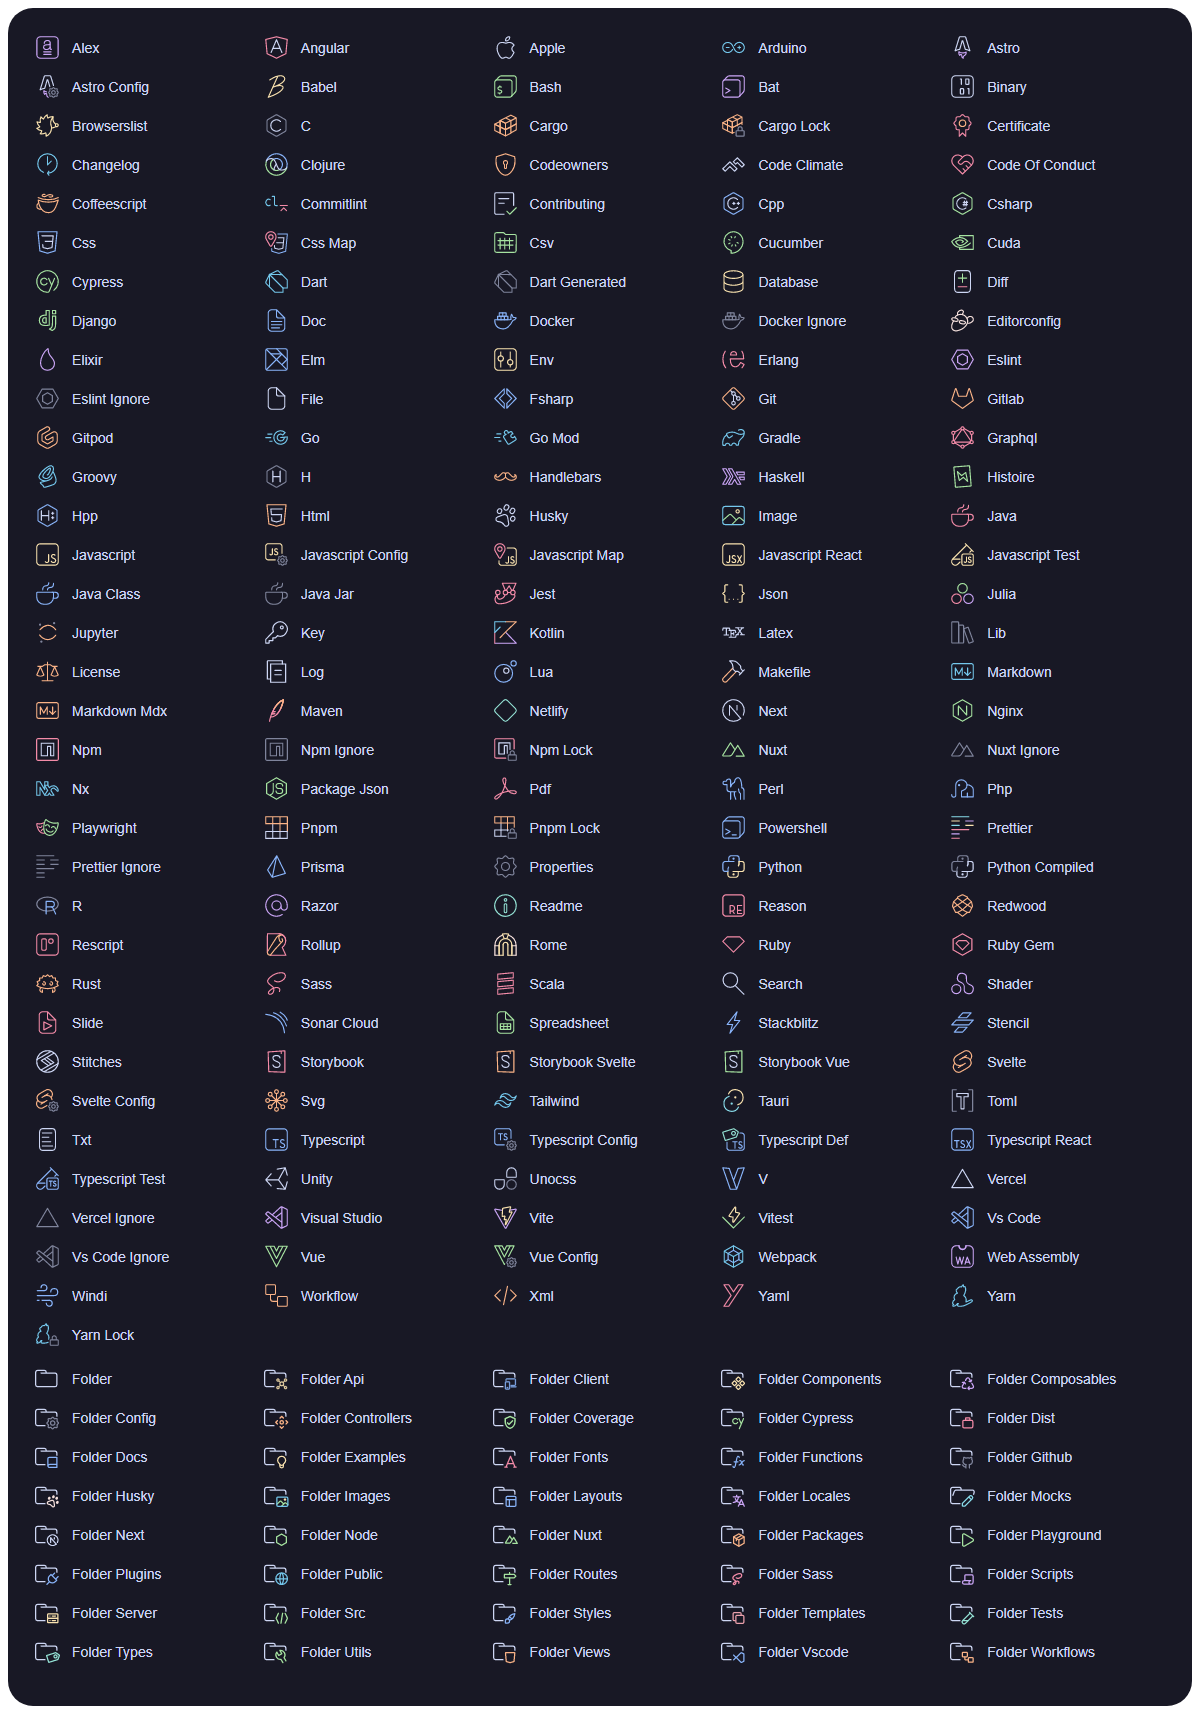 Alex Angular Apple Arduino Astro
Astro Config Babel Bash Bat Binary
Browserslist C Cargo Cargo Lock Certificate
Changelog Clojure Codeowners Code Climate Code Of Conduct
Coffeescript Commitlint Contributing Cpp Csharp
Css Css Map Csv Cucumber Cuda
Cypress Dart Dart Generated Database Diff
Django Doc Docker Docker Ignore Editorconfig
Elixir Elm Env Erlang Eslint
Eslint Ignore File Fsharp Git Gitlab
Gitpod Go Go Mod Gradle Graphql
Groovy H Handlebars Haskell Histoire
Hpp Html Husky Image Java
Javascript Javascript Config Javascript Map Javascript React Javascript Test
Java Class Java Jar Jest Json Julia
Jupyter Key Kotlin Latex Lib
License Log Lua Makefile Markdown
Markdown Mdx Maven Netlify Next Nginx
Npm Npm Ignore Npm Lock Nuxt Nuxt Ignore
Nx Package Json Pdf Perl Php
Playwright Pnpm Pnpm Lock Powershell Prettier
Prettier Ignore Prisma Properties Python Python Compiled
R Razor Readme Reason Redwood
Rescript Rollup Rome Ruby Ruby Gem
Rust Sass Scala Search Shader
Slide Sonar Cloud Spreadsheet Stackblitz Stencil
Stitches Storybook Storybook Svelte Storybook Vue Svelte
Svelte Config Svg Tailwind Tauri Toml
Txt Typescript Typescript Config Typescript Def Typescript React
Typescript Test Unity Unocss V Vercel
Vercel Ignore Visual Studio Vite Vitest Vs Code
Vs Code Ignore Vue Vue Config Webpack Web Assembly
Windi Workflow Xml Yaml Yarn
Yarn Lock
Folder Folder Api Folder Client Folder Components Folder Composables
Folder Config Folder Controllers Folder Coverage Folder Cypress Folder Dist
Folder Docs Folder Examples Folder Fonts Folder Functions Folder Github
Folder Husky Folder Images Folder Layouts Folder Locales Folder Mocks
Folder Next Folder Node Folder Nuxt Folder Packages Folder Playground
Folder Plugins Folder Public Folder Routes Folder Sass Folder Scripts
Folder Server Folder Src Folder Styles Folder Templates Folder Tests
Folder Types Folder Utils Folder Views Folder Vscode Folder Workflows